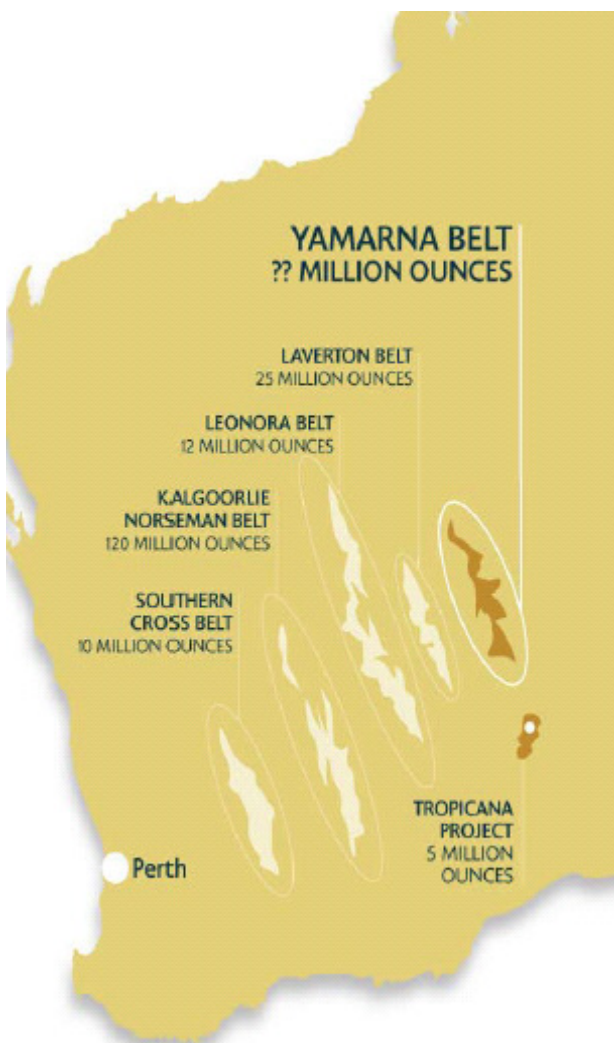 YAMARNA BELT
?? MILLION OUNCES
LAVERTON BELT
25 MILLION OUNCES
LEONORA BELT
12 MILLION OUNCES
KALGOORLIE
NORSEMAN BELT
120 MILLION OUNCES
SOUTHERN
CROSS BELT
10 MILLION OUNCES
TROPICANA
PROJECT
5 MILLION
OUNCES
Perth